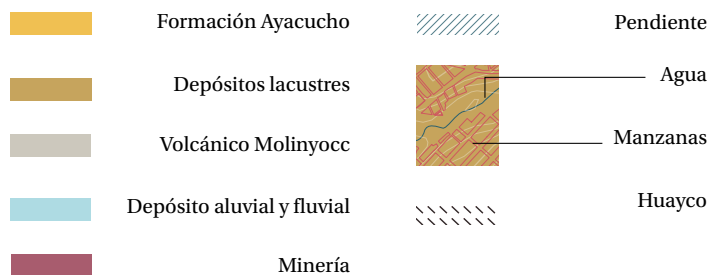 Formación Ayacucho
Depósitos lacustres
Volcánico Molinyocc
Depósito aluvial y fluvial
Minería
Pendiente
Agua
Manzanas
Huayco